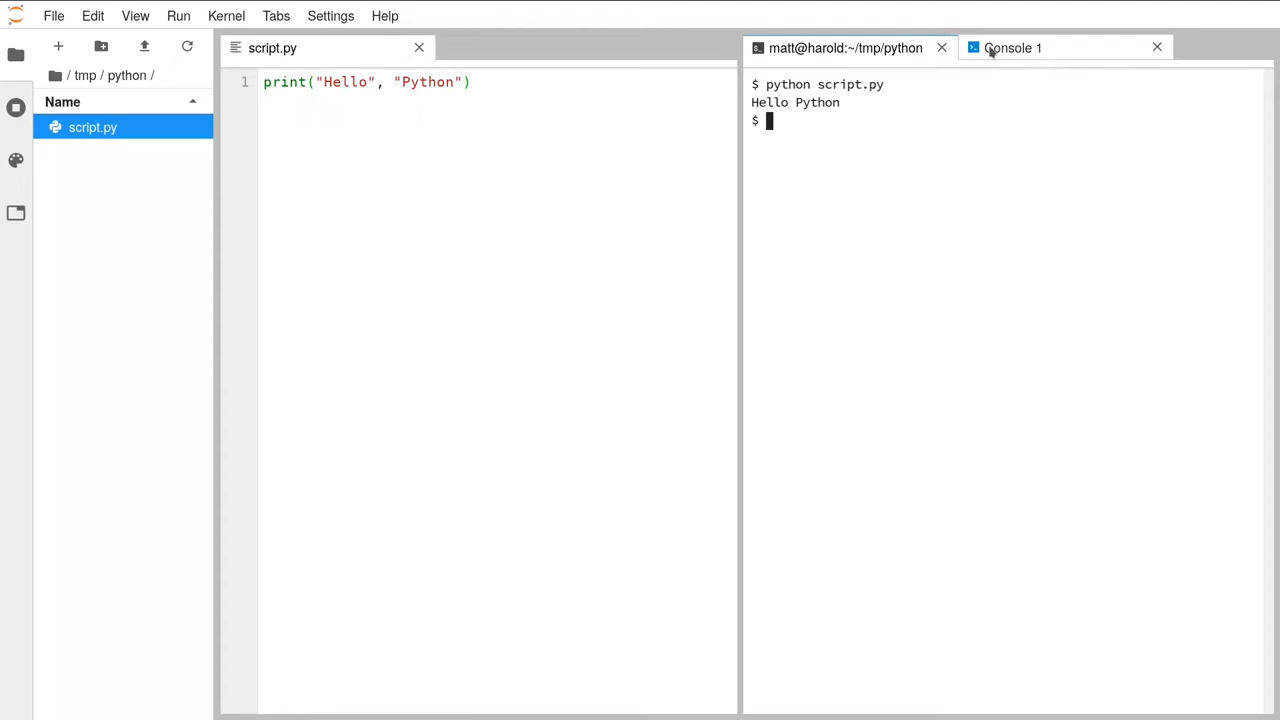 File Edit View Run Kernel Tabs Settings Help
/ tmp / python /
Name
script.py
script.py
1 print("Hello", "Python")
matt@harold:~/tmp/python
Console 1
$ python script.py
Hello Python
$